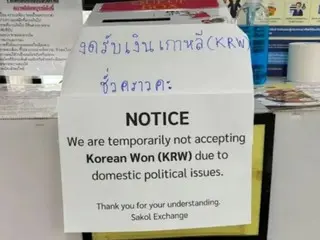 งดรับเงินเกาหลี (KRW)
ชั่วคราวค่ะ
NOTICE
We are temporarily not accepting
Korean Won (KRW) due to
domestic political issues.
Thank you for your understanding.
Sakol Exchange